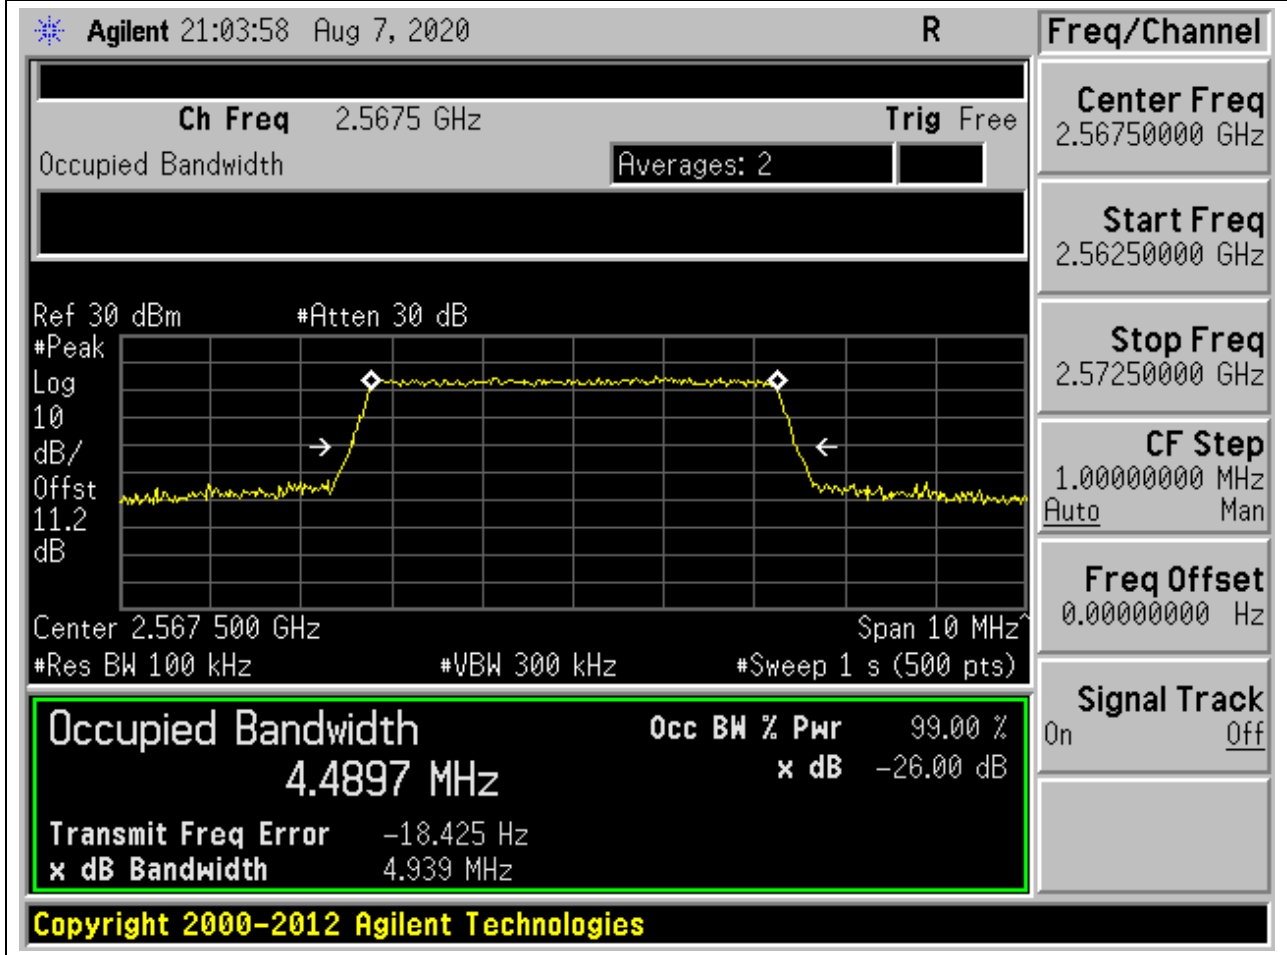 Agilent 21:03:58 Aug 7, 2020 R
Freq/Channel
Ch Freq 2.5675 GHz Trig Free
Occupied Bandwidth Averages: 2
Ref 30 dBm #Atten 30 dB
#Peak
Log
10
dB/
Offst
11.2
dB
Center 2.567 500 GHz Span 10 MHz^
#Res BW 100 kHz #VBW 300 kHz #Sweep 1 s (500 pts)
Occupied Bandwidth
4.4897 MHz
Occ BW % Pwr 99.00 %
x dB -26.00 dB
Transmit Freq Error -18.425 Hz
x dB Bandwidth 4.939 MHz
Copyright 2000-2012 Agilent Technologies
Center Freq
2.56750000 GHz
Start Freq
2.56250000 GHz
Stop Freq
2.57250000 GHz
CF Step
1.00000000 MHz
Auto Man
Freq Offset
0.00000000 Hz
Signal Track
On Off